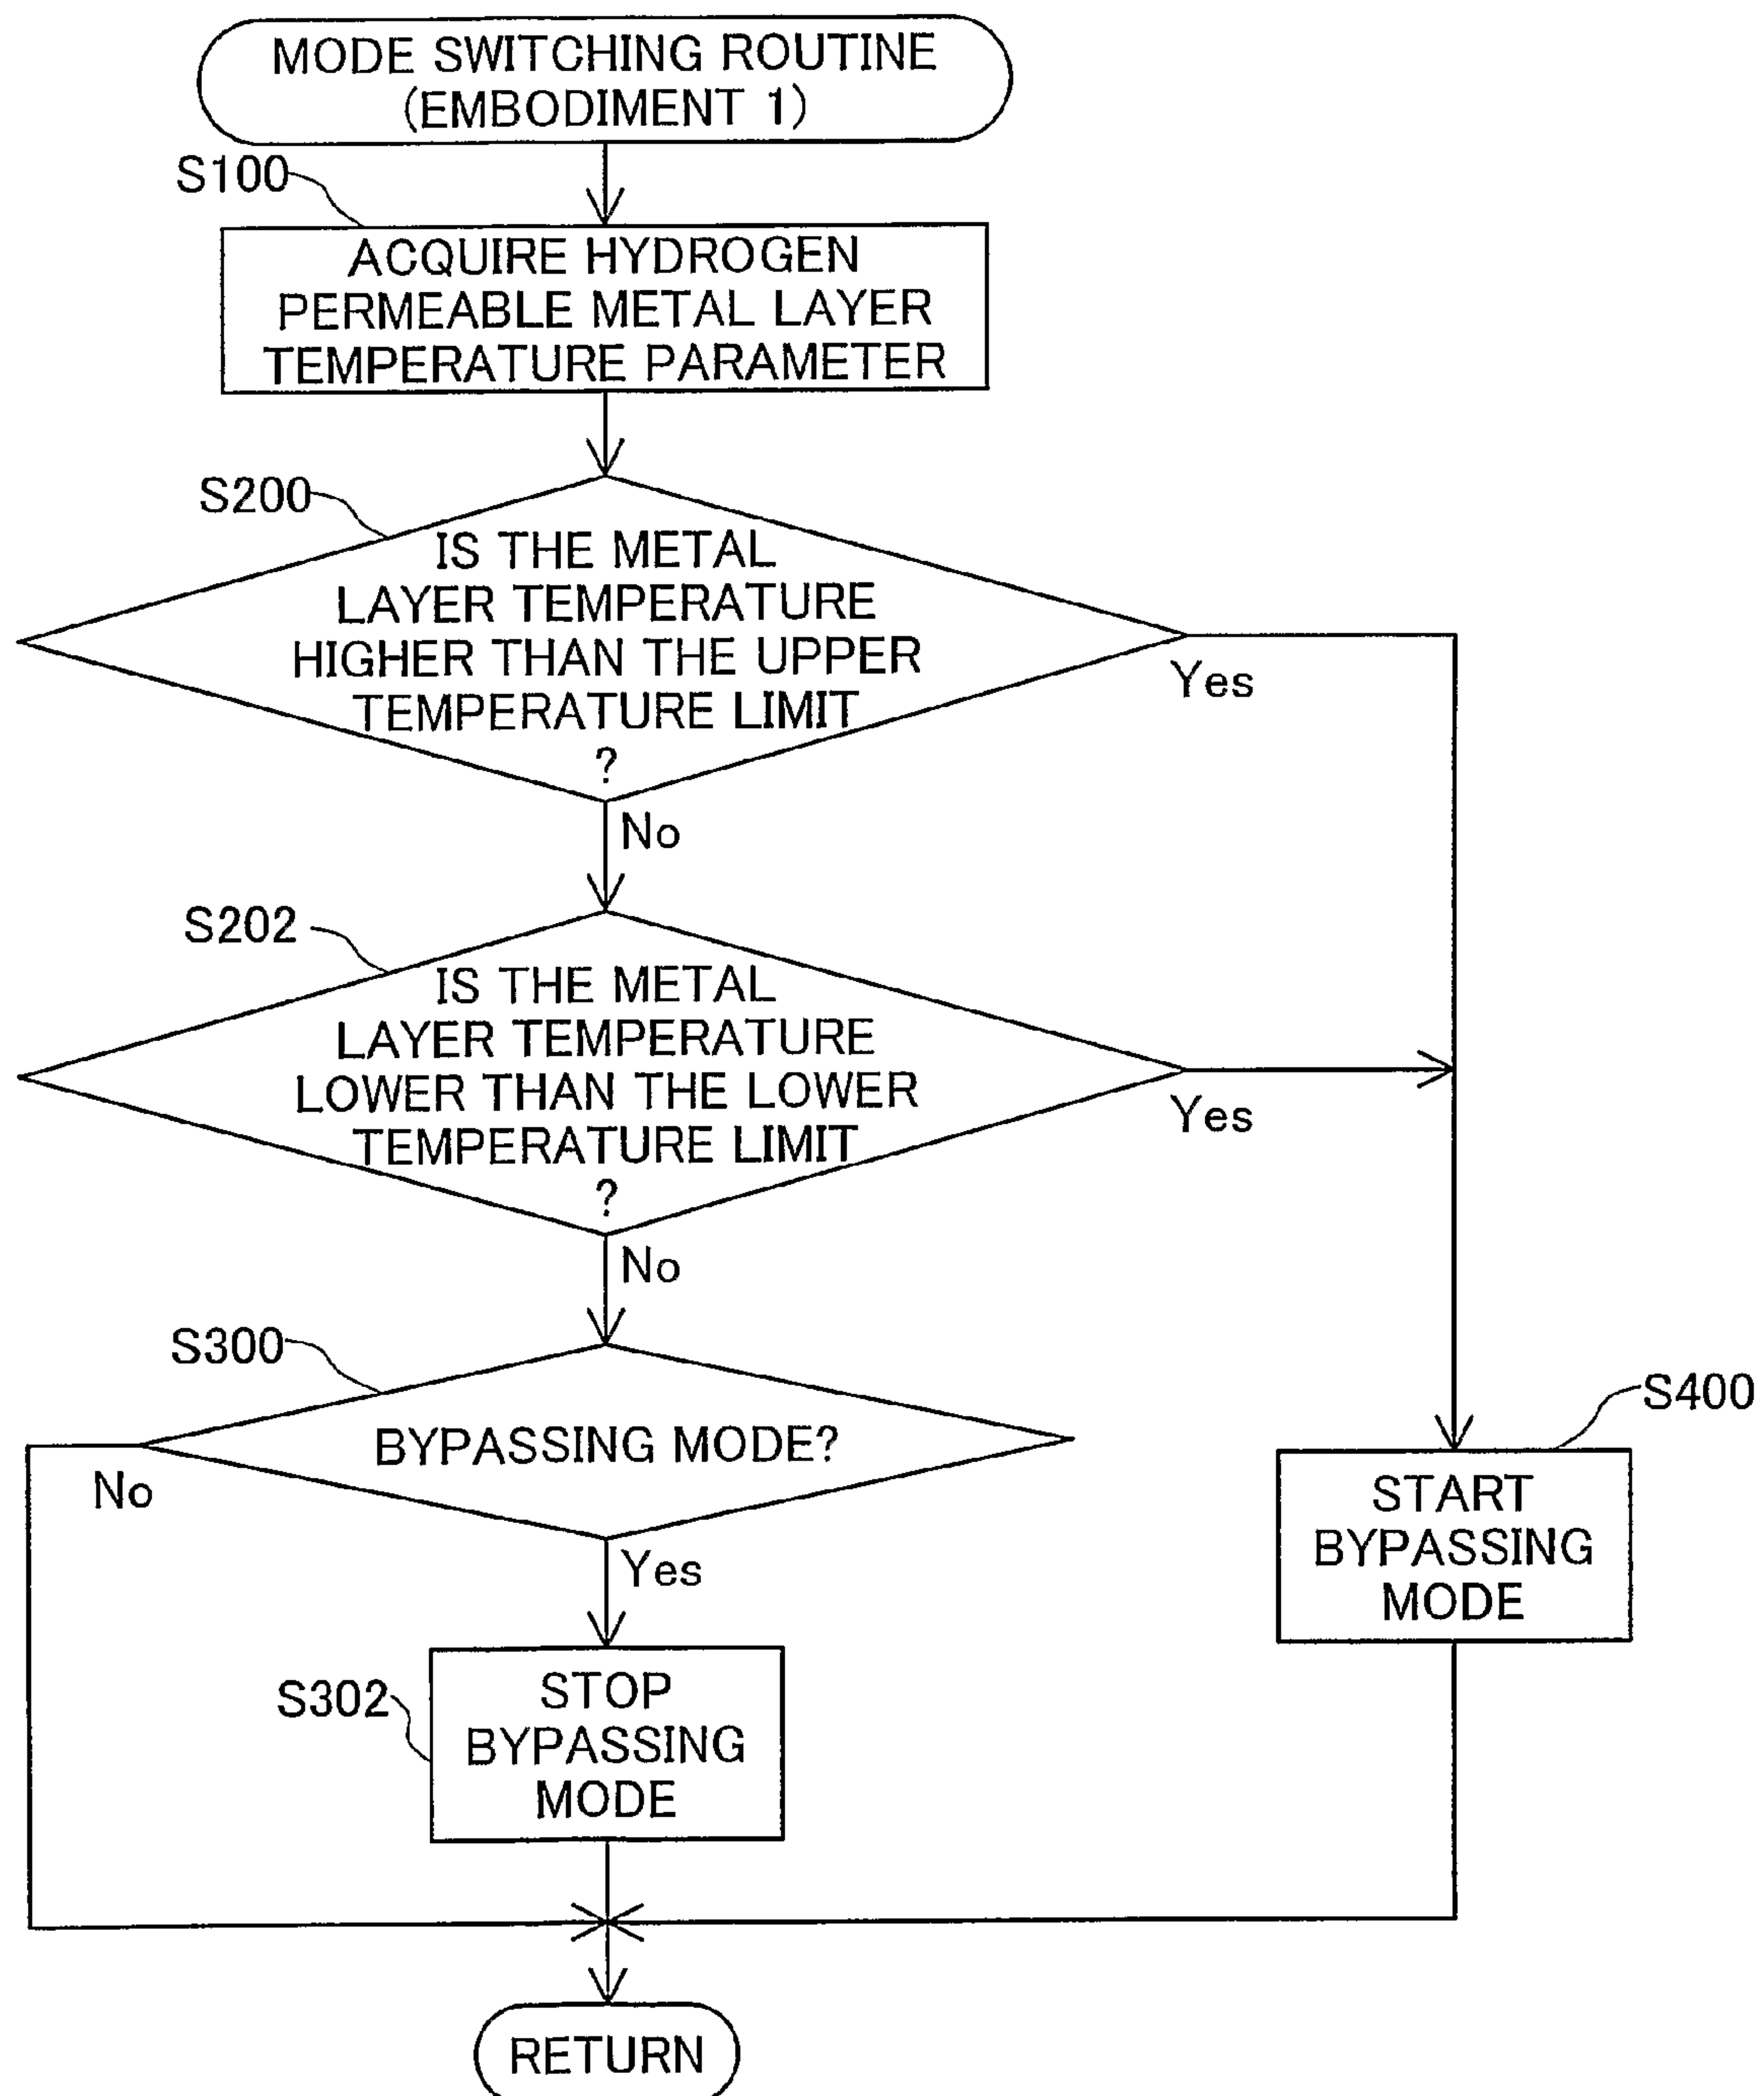 MODE SWITCHING ROUTINE
(EMBODIMENT 1)
S100
ACQUIRE HYDROGEN
PERMEABLE METAL LAYER
TEMPERATURE PARAMETER
S200
IS THE METAL
LAYER TEMPERATURE
HIGHER THAN THE UPPER
TEMPERATURE LIMIT
?
Yes
No
S202
IS THE METAL
LAYER TEMPERATURE
LOWER THAN THE LOWER
TEMPERATURE LIMIT
?
Yes
No
S300
BYPASSING MODE?
No
Yes
S400
START
BYPASSING
MODE
S302
STOP
BYPASSING
MODE
RETURN